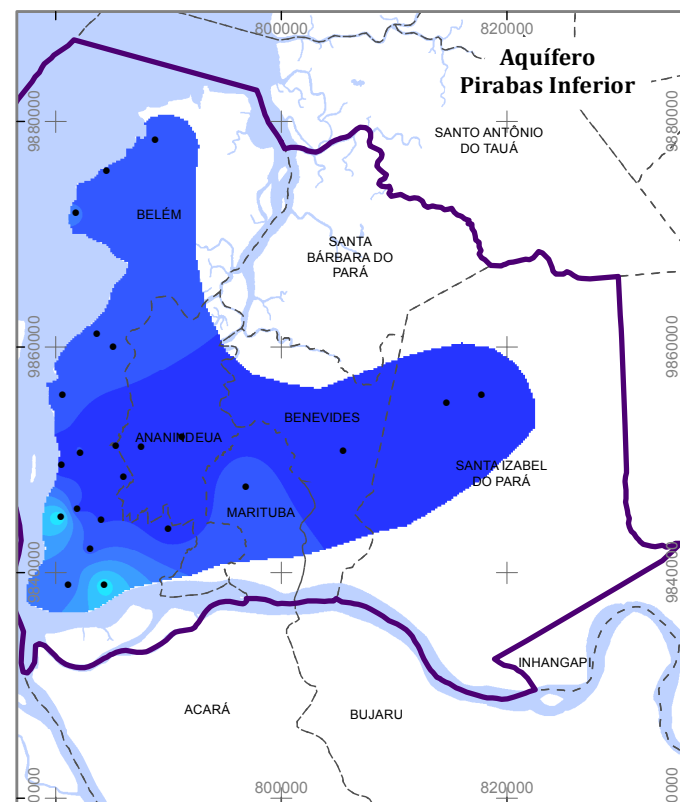 800000
820000
Aquífero
Pirabas Inferior
9880000
9880000
SANTO ANTÔNIO
DO TAUÁ
BELÉM
SANTA
BÁRBARA DO
PARÁ
9860000
9860000
BENEVIDES
ANANINDEUA
SANTA IZABEL
DO PARÁ
MARITUBA
9840000
9840000
INHANGAPI
ACARÁ
BUJARU
800000
820000